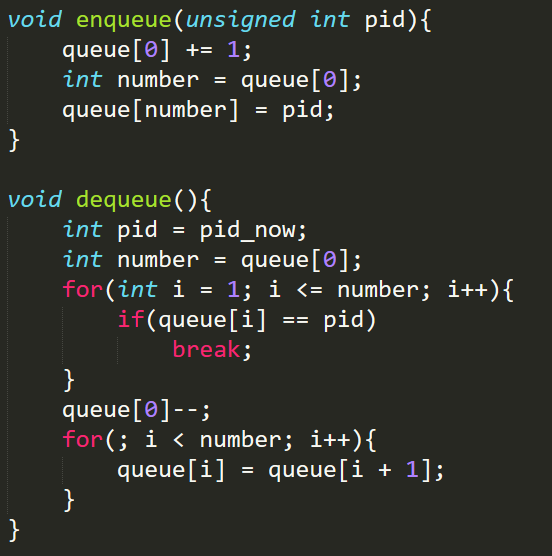 void enqueue(unsigned int pid){
    queue[0] += 1;
    int number = queue[0];
    queue[number] = pid;
}
void dequeue(){
    int pid = pid_now;
    int number = queue[0];
    for(int i = 1; i <= number; i++){
        if(queue[i] == pid)
            break;
    }
    queue[0]--;
    for(; i < number; i++){
        queue[i] = queue[i + 1];
    }
}